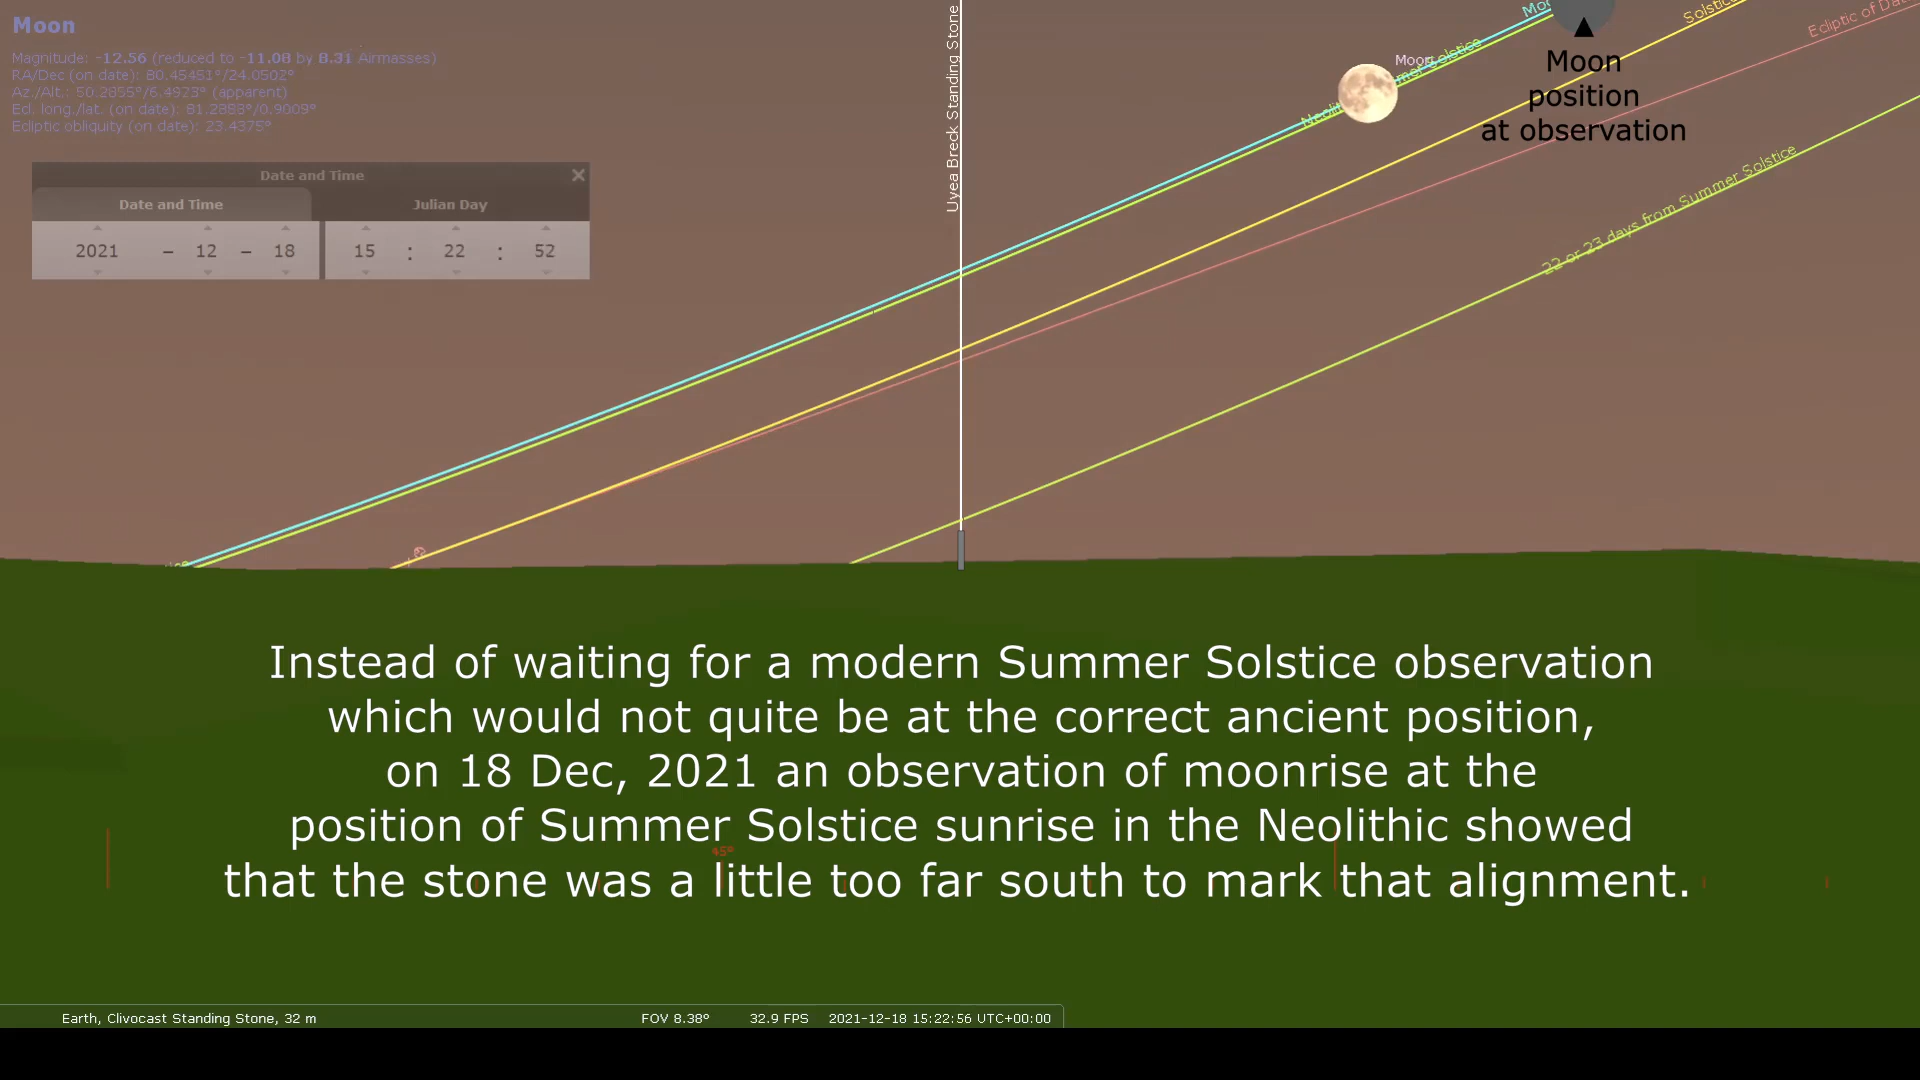 Moon
Magnitude: -12.56 (reduced to -11.08 by 8.31 Airmasses)
RA/Dec (on date): 80.45451°/24.0502°
Az./Alt.: 50.2855°/6.4923° (apparent)
Ecl. long./lat. (on date): 81.2888°/0.9009°
Ecliptic obliquity (on date): 23.4375°
Date and Time
Date and Time
Julian Day
2021 - 12 - 18
15 : 22 : 52
Uyea Breck Standing Stone
Moon
Solstice
Ecliptic of Dat
Moon
position
at observation
22 or 23 days from Summer Solstice
Instead of waiting for a modern Summer Solstice observation
which would not quite be at the correct ancient position,
on 18 Dec, 2021 an observation of moonrise at the
position of Summer Solstice sunrise in the Neolithic showed
45°
that the stone was a little too far south to mark that alignment.
Earth, Clivocast Standing Stone, 32 m
FOV 8.38° 32.9 FPS 2021-12-18 15:22:56 UTC+00:00